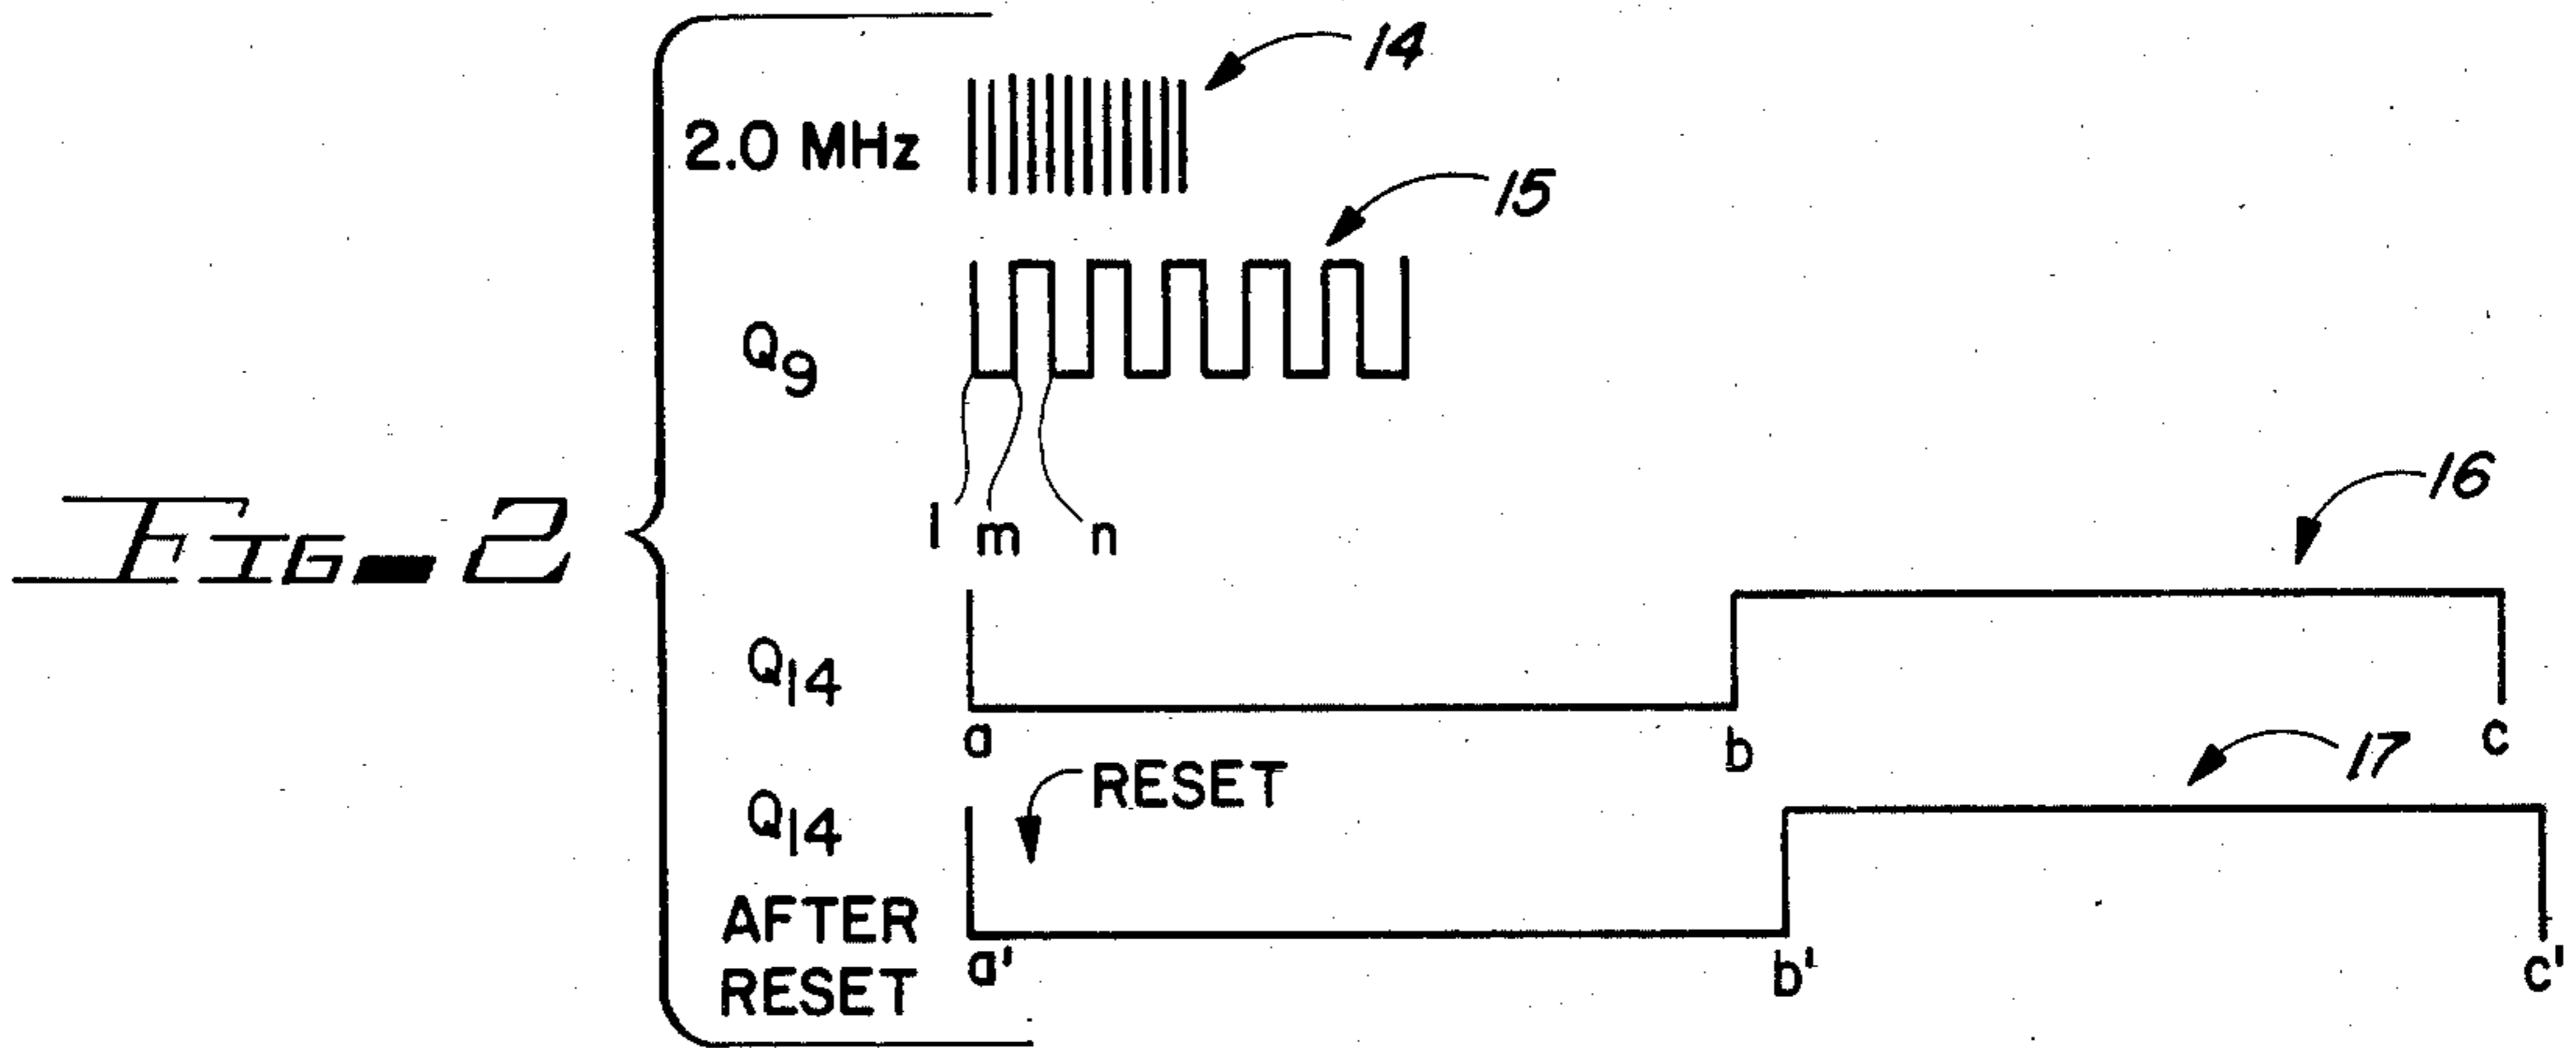 14
2.0 MHz
15
Q9
l m n
FIG-2
16
Q14
a b c
17
RESET
Q14
AFTER
RESET
a' b' c'